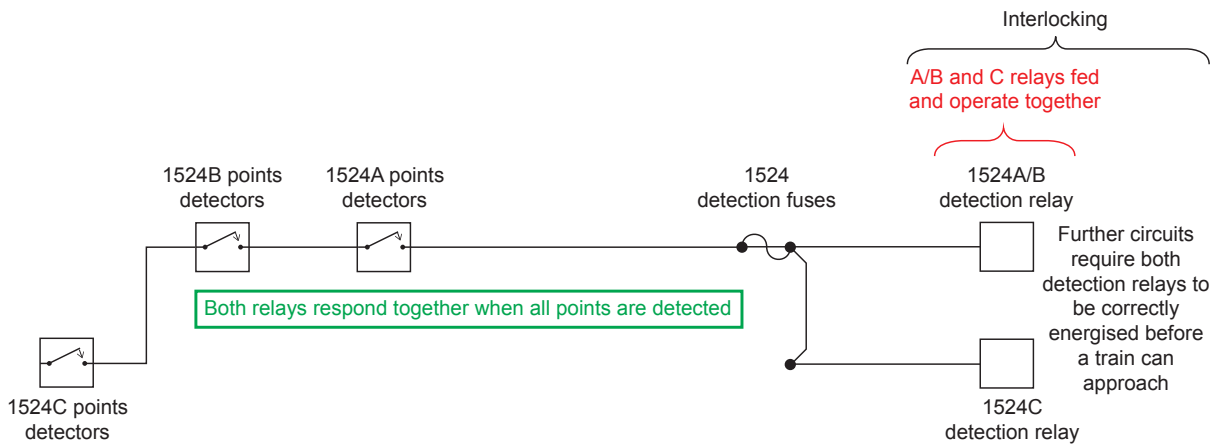 Interlocking
A/B and C relays fed
and operate together
1524B points
detectors
1524A points
detectors
1524
detection fuses
1524A/B
detection relay
Further circuits
require both
detection relays to
be correctly
energised before
a train can
approach
Both relays respond together when all points are detected
1524C points
detectors
1524C
detection relay